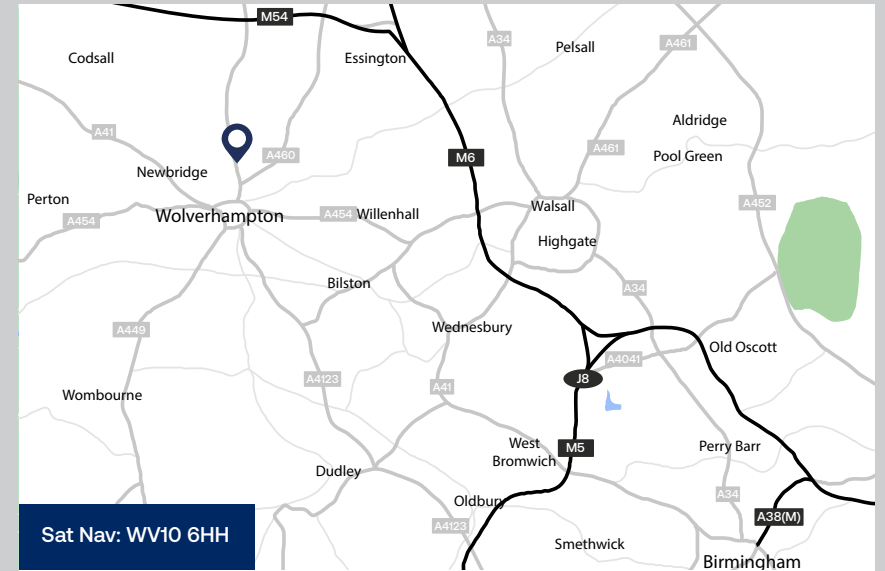 M54
A34
A461
Pelsall
Codsall
Essington
Aldridge
A41
A460
A461
Pool Green
M6
Newbridge
Perton
A454
Wolverhampton
A454
Willenhall
Walsall
A452
Highgate
Bilston
A34
A449
Wednesbury
Old Oscott
A4041
A4123
J8
A41
Wombourne
West
Bromwich
M5
Perry Barr
Dudley
A34
Oldbury
A4123
A38(M)
Sat Nav: WV10 6HH
Smethwick
Birmingham